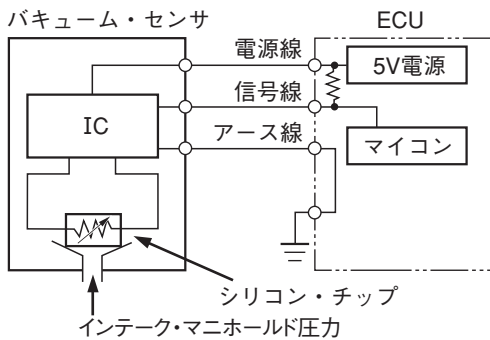 バキューム・センサ
ECU
電源線
5V電源
信号線
IC
アース線
マイコン
シリコン・チップ
インテーク・マニホールド圧力